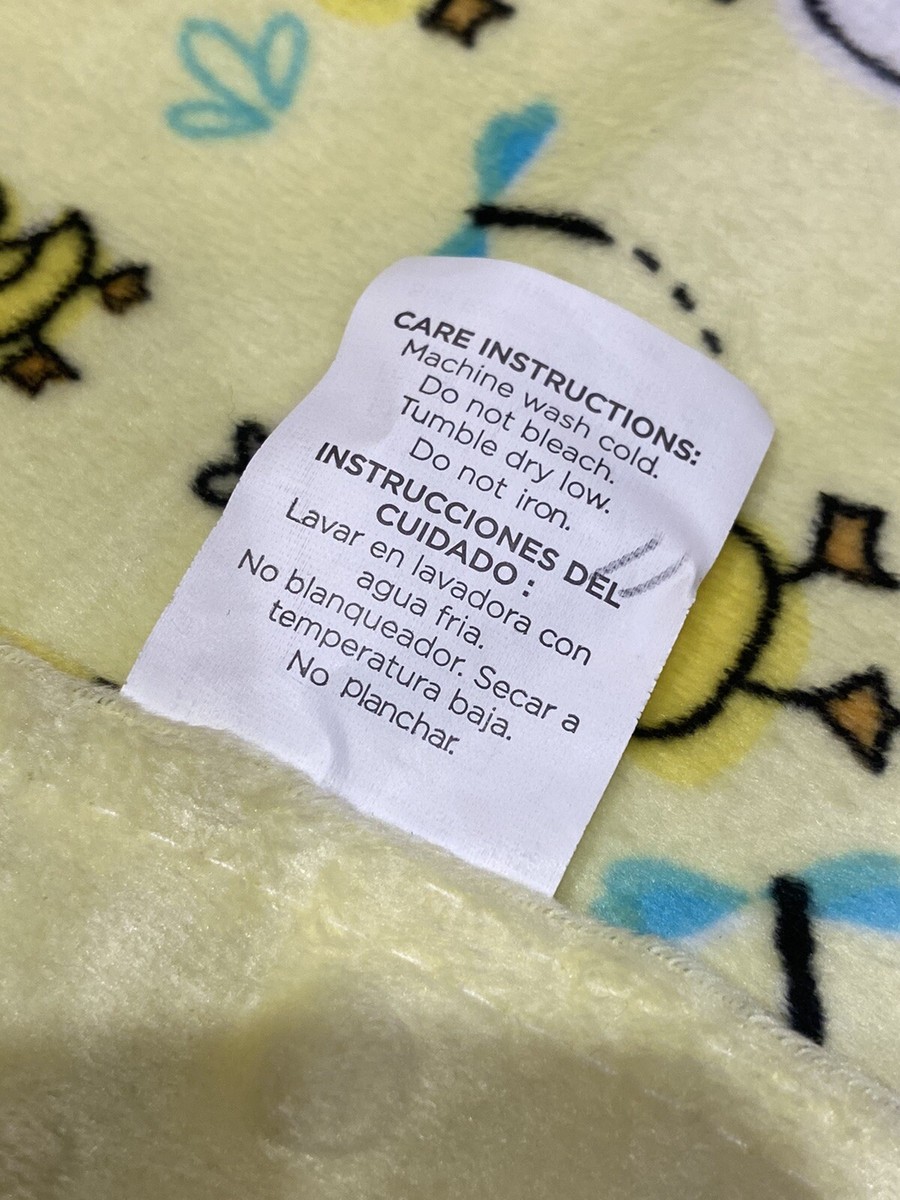 CARE INSTRUCTIONS:
Machine wash cold.
Do not bleach.
Tumble dry low.
Do not iron.
INSTRUCCIONES DEL
CUIDADO :
Lavar en lavadora con
agua fria.
No blanqueador. Secar a
temperatura baja.
No planchar.